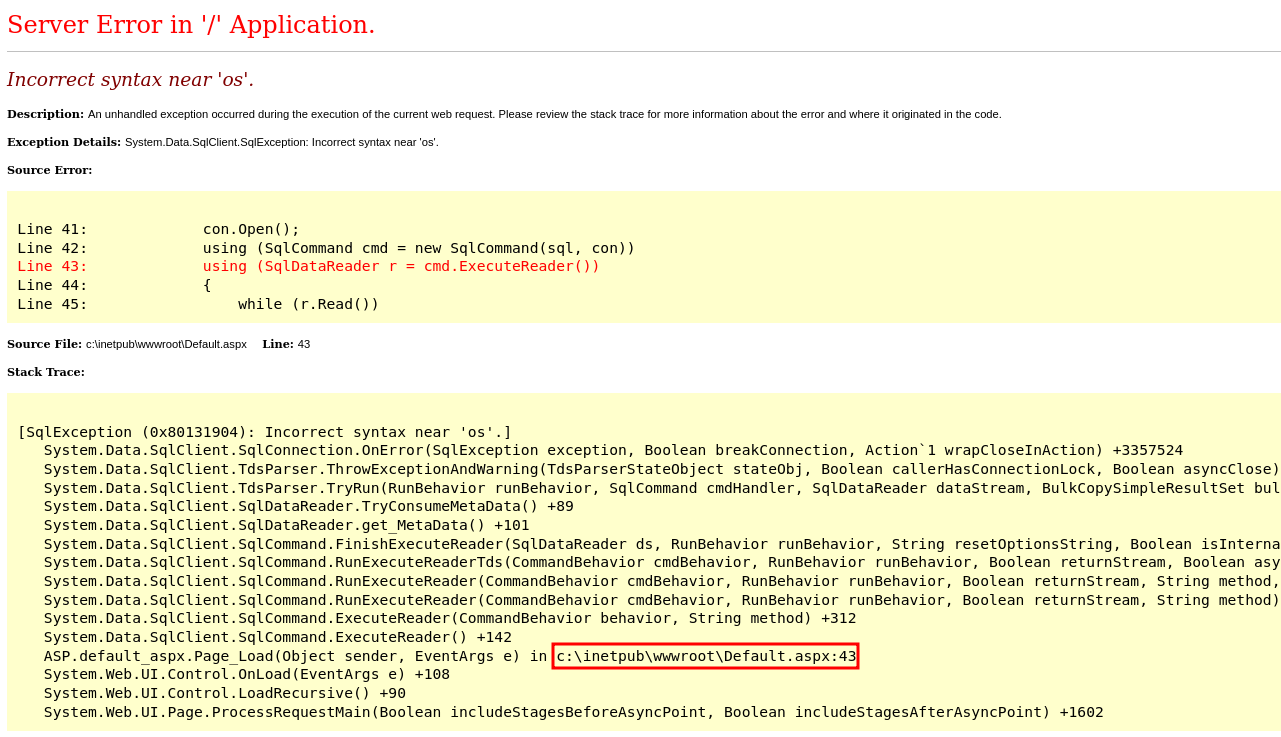 Server Error in '/' Application.
Incorrect syntax near 'os'.
Description: An unhandled exception occurred during the execution of the current web request. Please review the stack trace for more information about the error and where it originated in the code.
Exception Details: System.Data.SqlClient.SqlException: Incorrect syntax near 'os'.
Source Error:
Line 41:             con.Open();
Line 42:             using (SqlCommand cmd = new SqlCommand(sql, con))
Line 43:             using (SqlDataReader r = cmd.ExecuteReader())
Line 44:             {
Line 45:                 while (r.Read())
Source File: c:\inetpub\wwwroot\Default.aspx    Line: 43
Stack Trace:
[SqlException (0x80131904): Incorrect syntax near 'os'.]
   System.Data.SqlClient.SqlConnection.OnError(SqlException exception, Boolean breakConnection, Action`1 wrapCloseInAction) +3357524
   System.Data.SqlClient.TdsParser.ThrowExceptionAndWarning(TdsParserStateObject stateObj, Boolean callerHasConnectionLock, Boolean asyncClose)
   System.Data.SqlClient.TdsParser.TryRun(RunBehavior runBehavior, SqlCommand cmdHandler, SqlDataReader dataStream, BulkCopySimpleResultSet bul
   System.Data.SqlClient.SqlDataReader.TryConsumeMetaData() +89
   System.Data.SqlClient.SqlDataReader.get_MetaData() +101
   System.Data.SqlClient.SqlCommand.FinishExecuteReader(SqlDataReader ds, RunBehavior runBehavior, String resetOptionsString, Boolean isInterna
   System.Data.SqlClient.SqlCommand.RunExecuteReaderTds(CommandBehavior cmdBehavior, RunBehavior runBehavior, Boolean returnStream, Boolean asy
   System.Data.SqlClient.SqlCommand.RunExecuteReader(CommandBehavior cmdBehavior, RunBehavior runBehavior, Boolean returnStream, String method,
   System.Data.SqlClient.SqlCommand.RunExecuteReader(CommandBehavior cmdBehavior, RunBehavior runBehavior, Boolean returnStream, String method)
   System.Data.SqlClient.SqlCommand.ExecuteReader(CommandBehavior behavior, String method) +312
   System.Data.SqlClient.SqlCommand.ExecuteReader() +142
   ASP.default_aspx.Page_Load(Object sender, EventArgs e) in c:\inetpub\wwwroot\Default.aspx:43
   System.Web.UI.Control.OnLoad(EventArgs e) +108
   System.Web.UI.Control.LoadRecursive() +90
   System.Web.UI.Page.ProcessRequestMain(Boolean includeStagesBeforeAsyncPoint, Boolean includeStagesAfterAsyncPoint) +1602